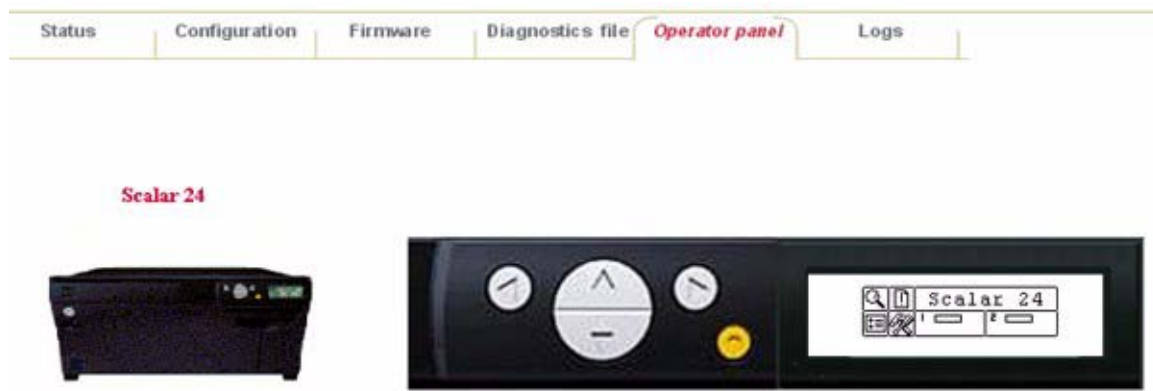 Status Configuration Firmware Diagnostics file Operator panel Logs
Scalar 24
Scalar 24
1 2